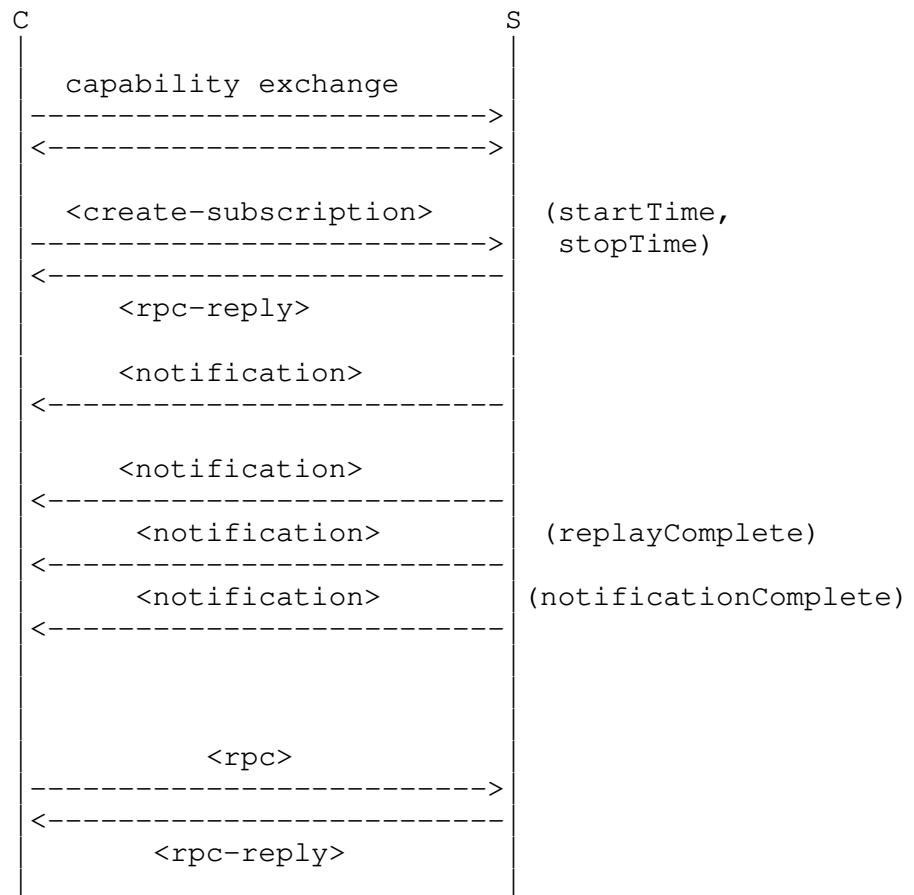 C S
capability exchange
<create-subscription> (startTime,
stopTime)
<rpc-reply>
<notification>
<notification>
<notification> (replayComplete)
<notification> (notificationComplete)
<rpc>
<rpc-reply>